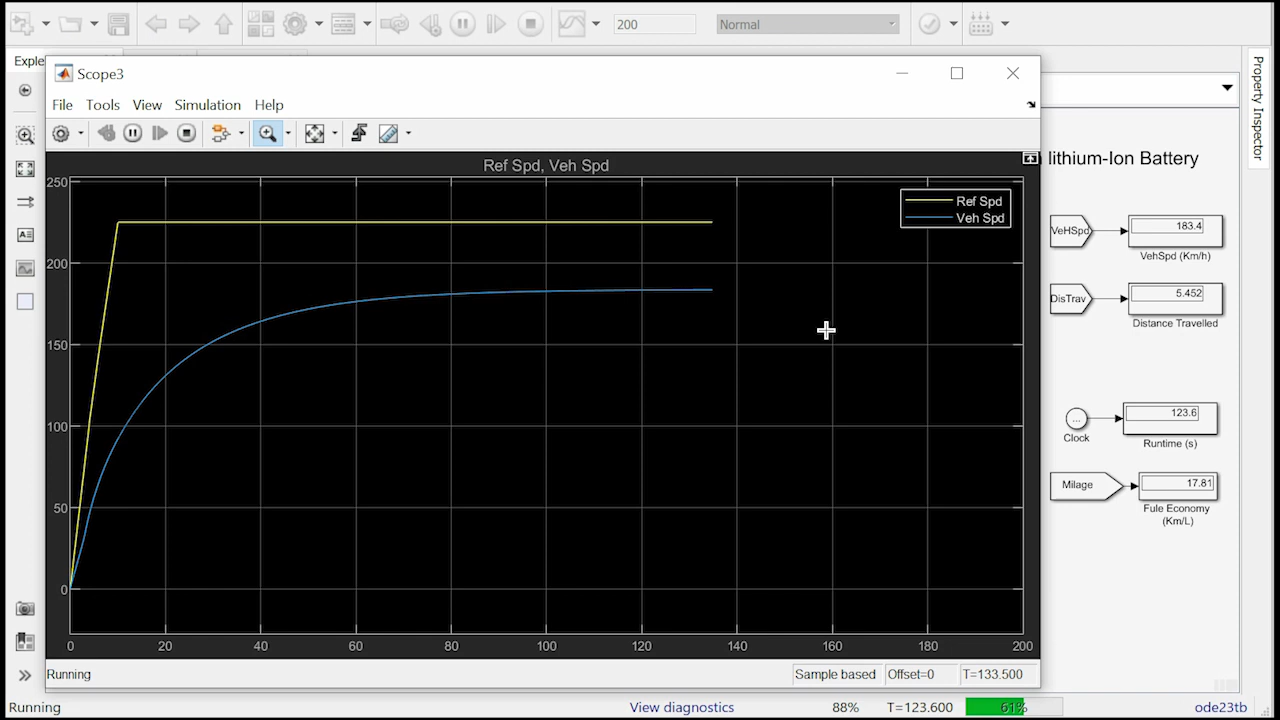 200
Normal
Exple
Scope3
File Tools View Simulation Help
Property Inspector
Ref Spd, Veh Spd
lithium-Ion Battery
250
200
150
100
50
0
Ref Spd
Veh Spd
0 20 40 60 80 100 120 140 160 180 200
VeHSpd
183.4
VehSpd (Km/h)
DisTrav
5.452
Distance Travelled
...
123.6
Clock
Runtime (s)
Milage
17.81
Fule Economy
(Km/L)
Running
Sample based Offset=0 T=133.500
Running View diagnostics 88% T=123.600 61% ode23tb